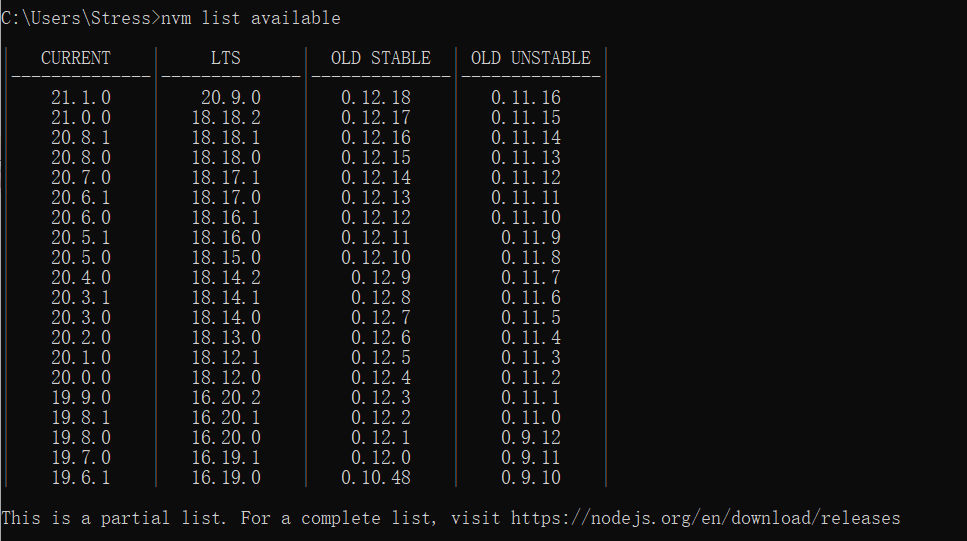 C:\Users\Stress>nvm list available
|   CURRENT    |     LTS      |  OLD STABLE  | OLD UNSTABLE |
|--------------|--------------|--------------|--------------|
|    21.1.0    |    20.9.0    |   0.12.18    |   0.11.16    |
|    21.0.0    |   18.18.2    |   0.12.17    |   0.11.15    |
|    20.8.1    |   18.18.1    |   0.12.16    |   0.11.14    |
|    20.8.0    |   18.18.0    |   0.12.15    |   0.11.13    |
|    20.7.0    |   18.17.1    |   0.12.14    |   0.11.12    |
|    20.6.1    |   18.17.0    |   0.12.13    |   0.11.11    |
|    20.6.0    |   18.16.1    |   0.12.12    |   0.11.10    |
|    20.5.1    |   18.16.0    |   0.12.11    |    0.11.9    |
|    20.5.0    |   18.15.0    |   0.12.10    |    0.11.8    |
|    20.4.0    |   18.14.2    |    0.12.9    |    0.11.7    |
|    20.3.1    |   18.14.1    |    0.12.8    |    0.11.6    |
|    20.3.0    |   18.14.0    |    0.12.7    |    0.11.5    |
|    20.2.0    |   18.13.0    |    0.12.6    |    0.11.4    |
|    20.1.0    |   18.12.1    |    0.12.5    |    0.11.3    |
|    20.0.0    |   18.12.0    |    0.12.4    |    0.11.2    |
|    19.9.0    |   16.20.2    |    0.12.3    |    0.11.1    |
|    19.8.1    |   16.20.1    |    0.12.2    |    0.11.0    |
|    19.8.0    |   16.20.0    |    0.12.1    |    0.9.12    |
|    19.7.0    |   16.19.1    |    0.12.0    |    0.9.11    |
|    19.6.1    |   16.19.0    |   0.10.48    |    0.9.10    |
This is a partial list. For a complete list, visit https://nodejs.org/en/download/releases